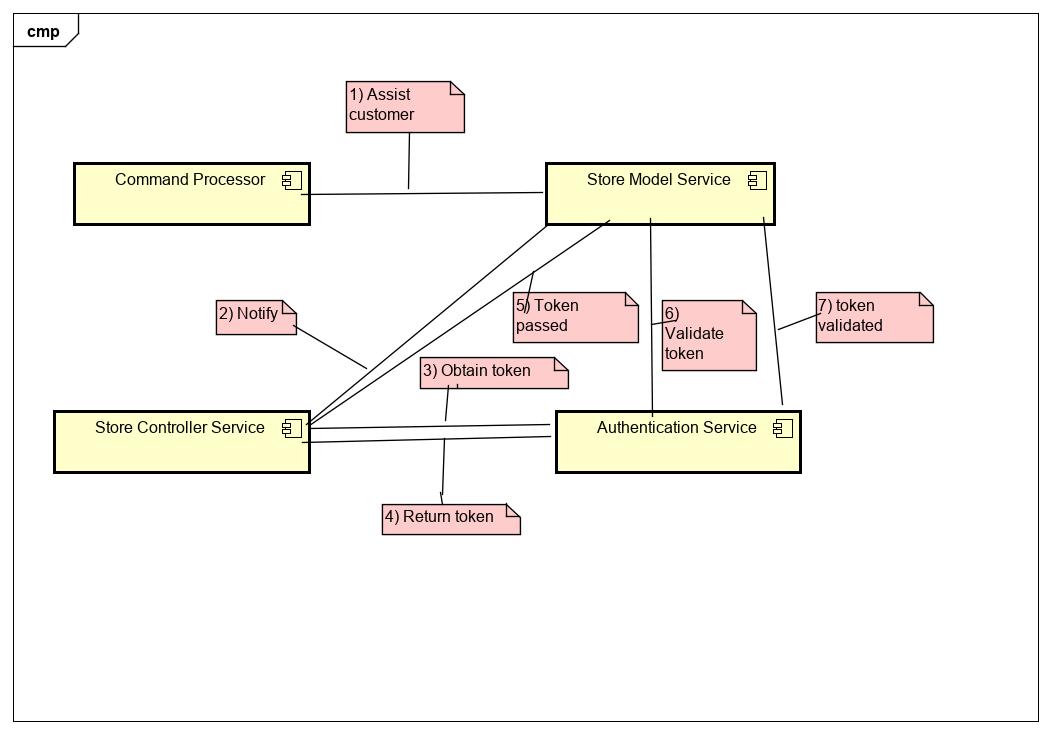 cmp
1) Assist
customer
Command Processor
Store Model Service
2) Notify
5) Token
passed
6)
Validate
token
7) token
validated
3) Obtain token
Store Controller Service
Authentication Service
4) Return token